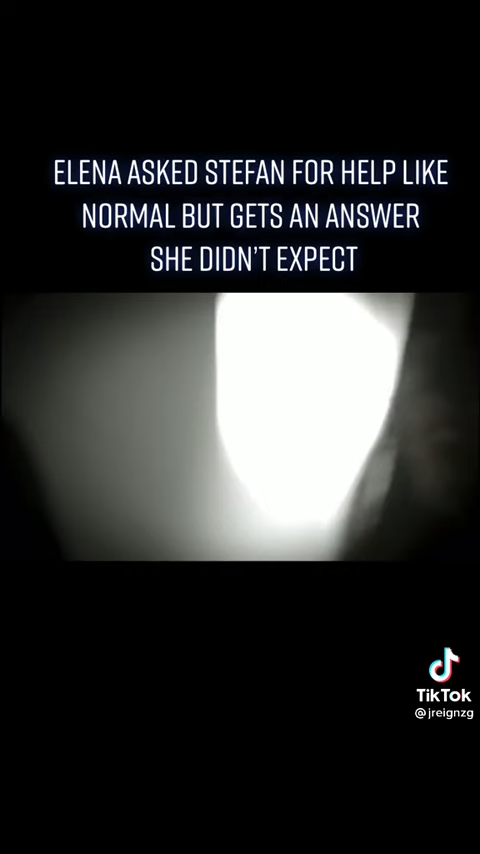 ELENA ASKED STEFAN FOR HELP LIKE
NORMAL BUT GETS AN ANSWER
SHE DIDN'T EXPECT
TikTok
@jreignzg